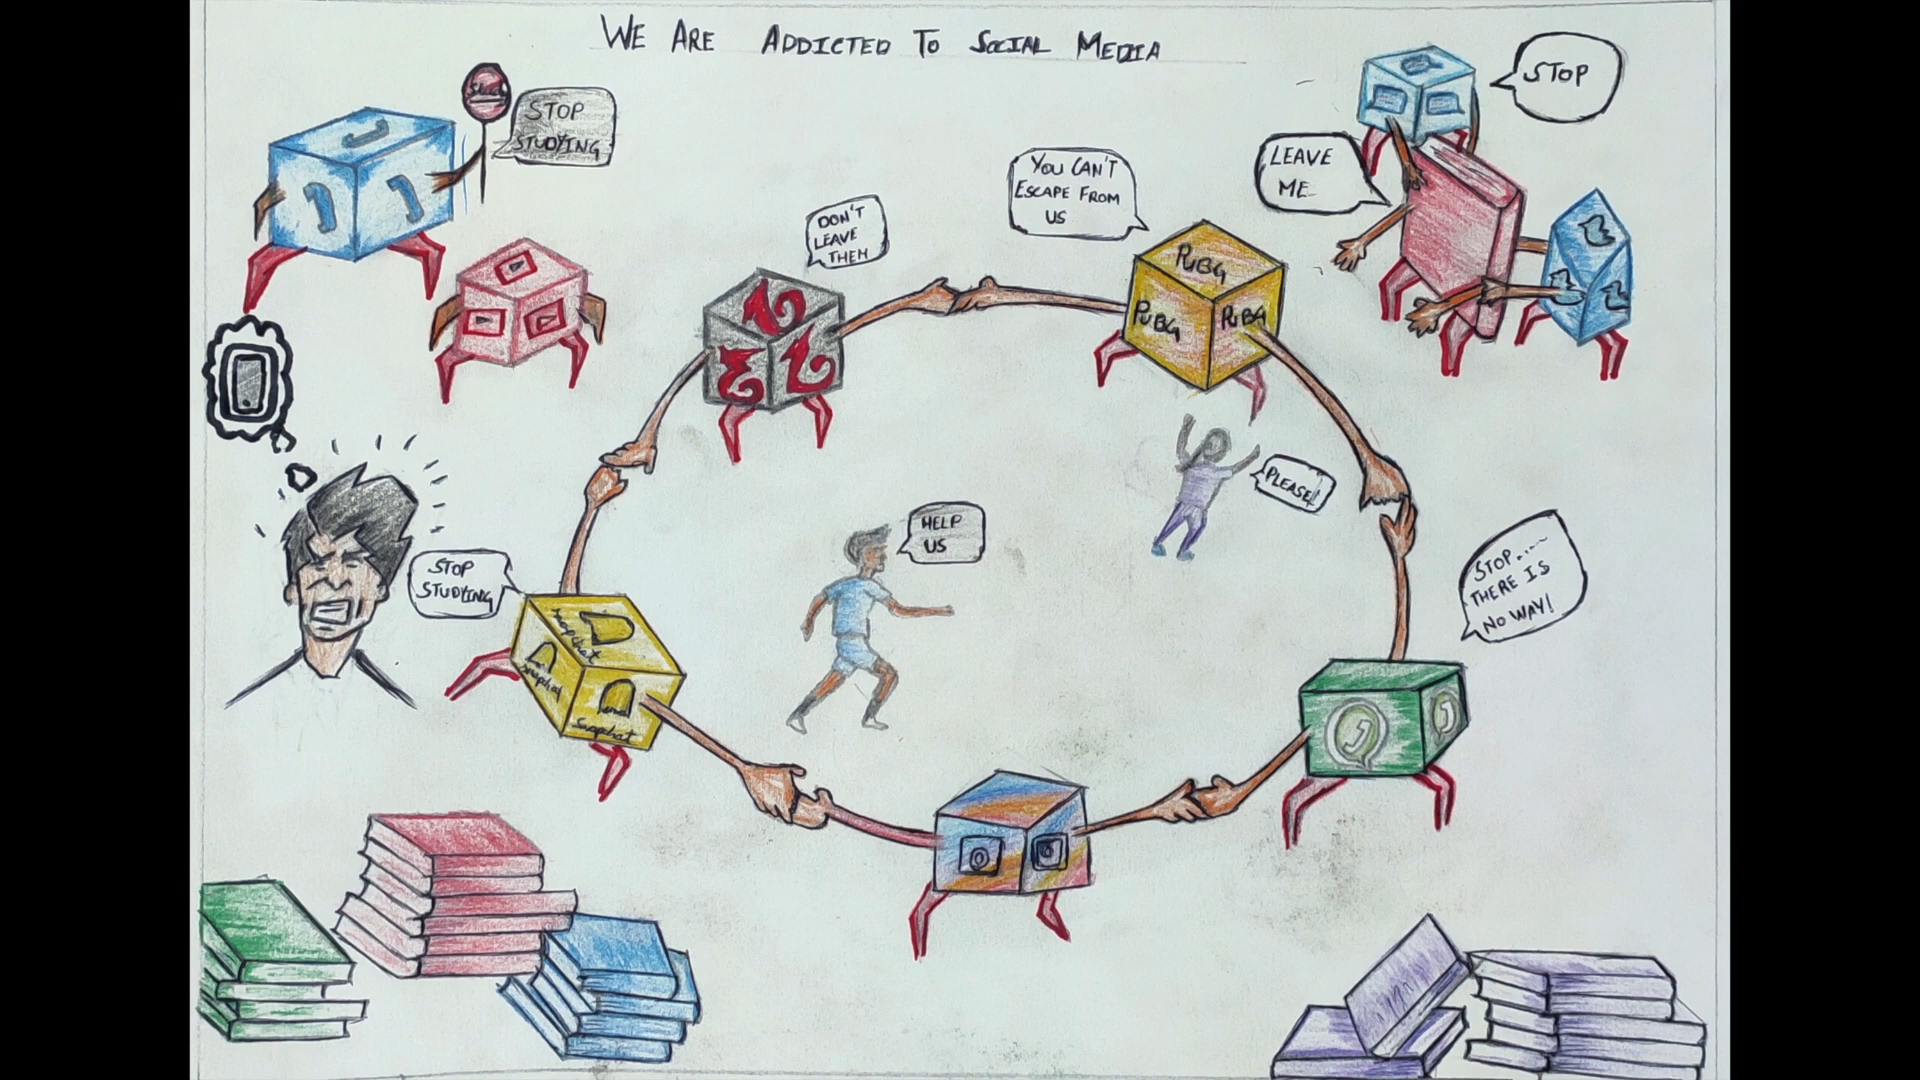 WE ARE ADDICTED TO SOCIAL MEDIA
STOP
STUDYING
STOP
LEAVE
ME
YOU CAN'T
ESCAPE FROM
US
DON'T
LEAVE
THEM
PUBG
PUBG
PUBG
PLEASE!
HELP
US
STOP
STUDYING
STOP.....
THERE IS
NO WAY!
Snapchat
Snapchat
Snapchat